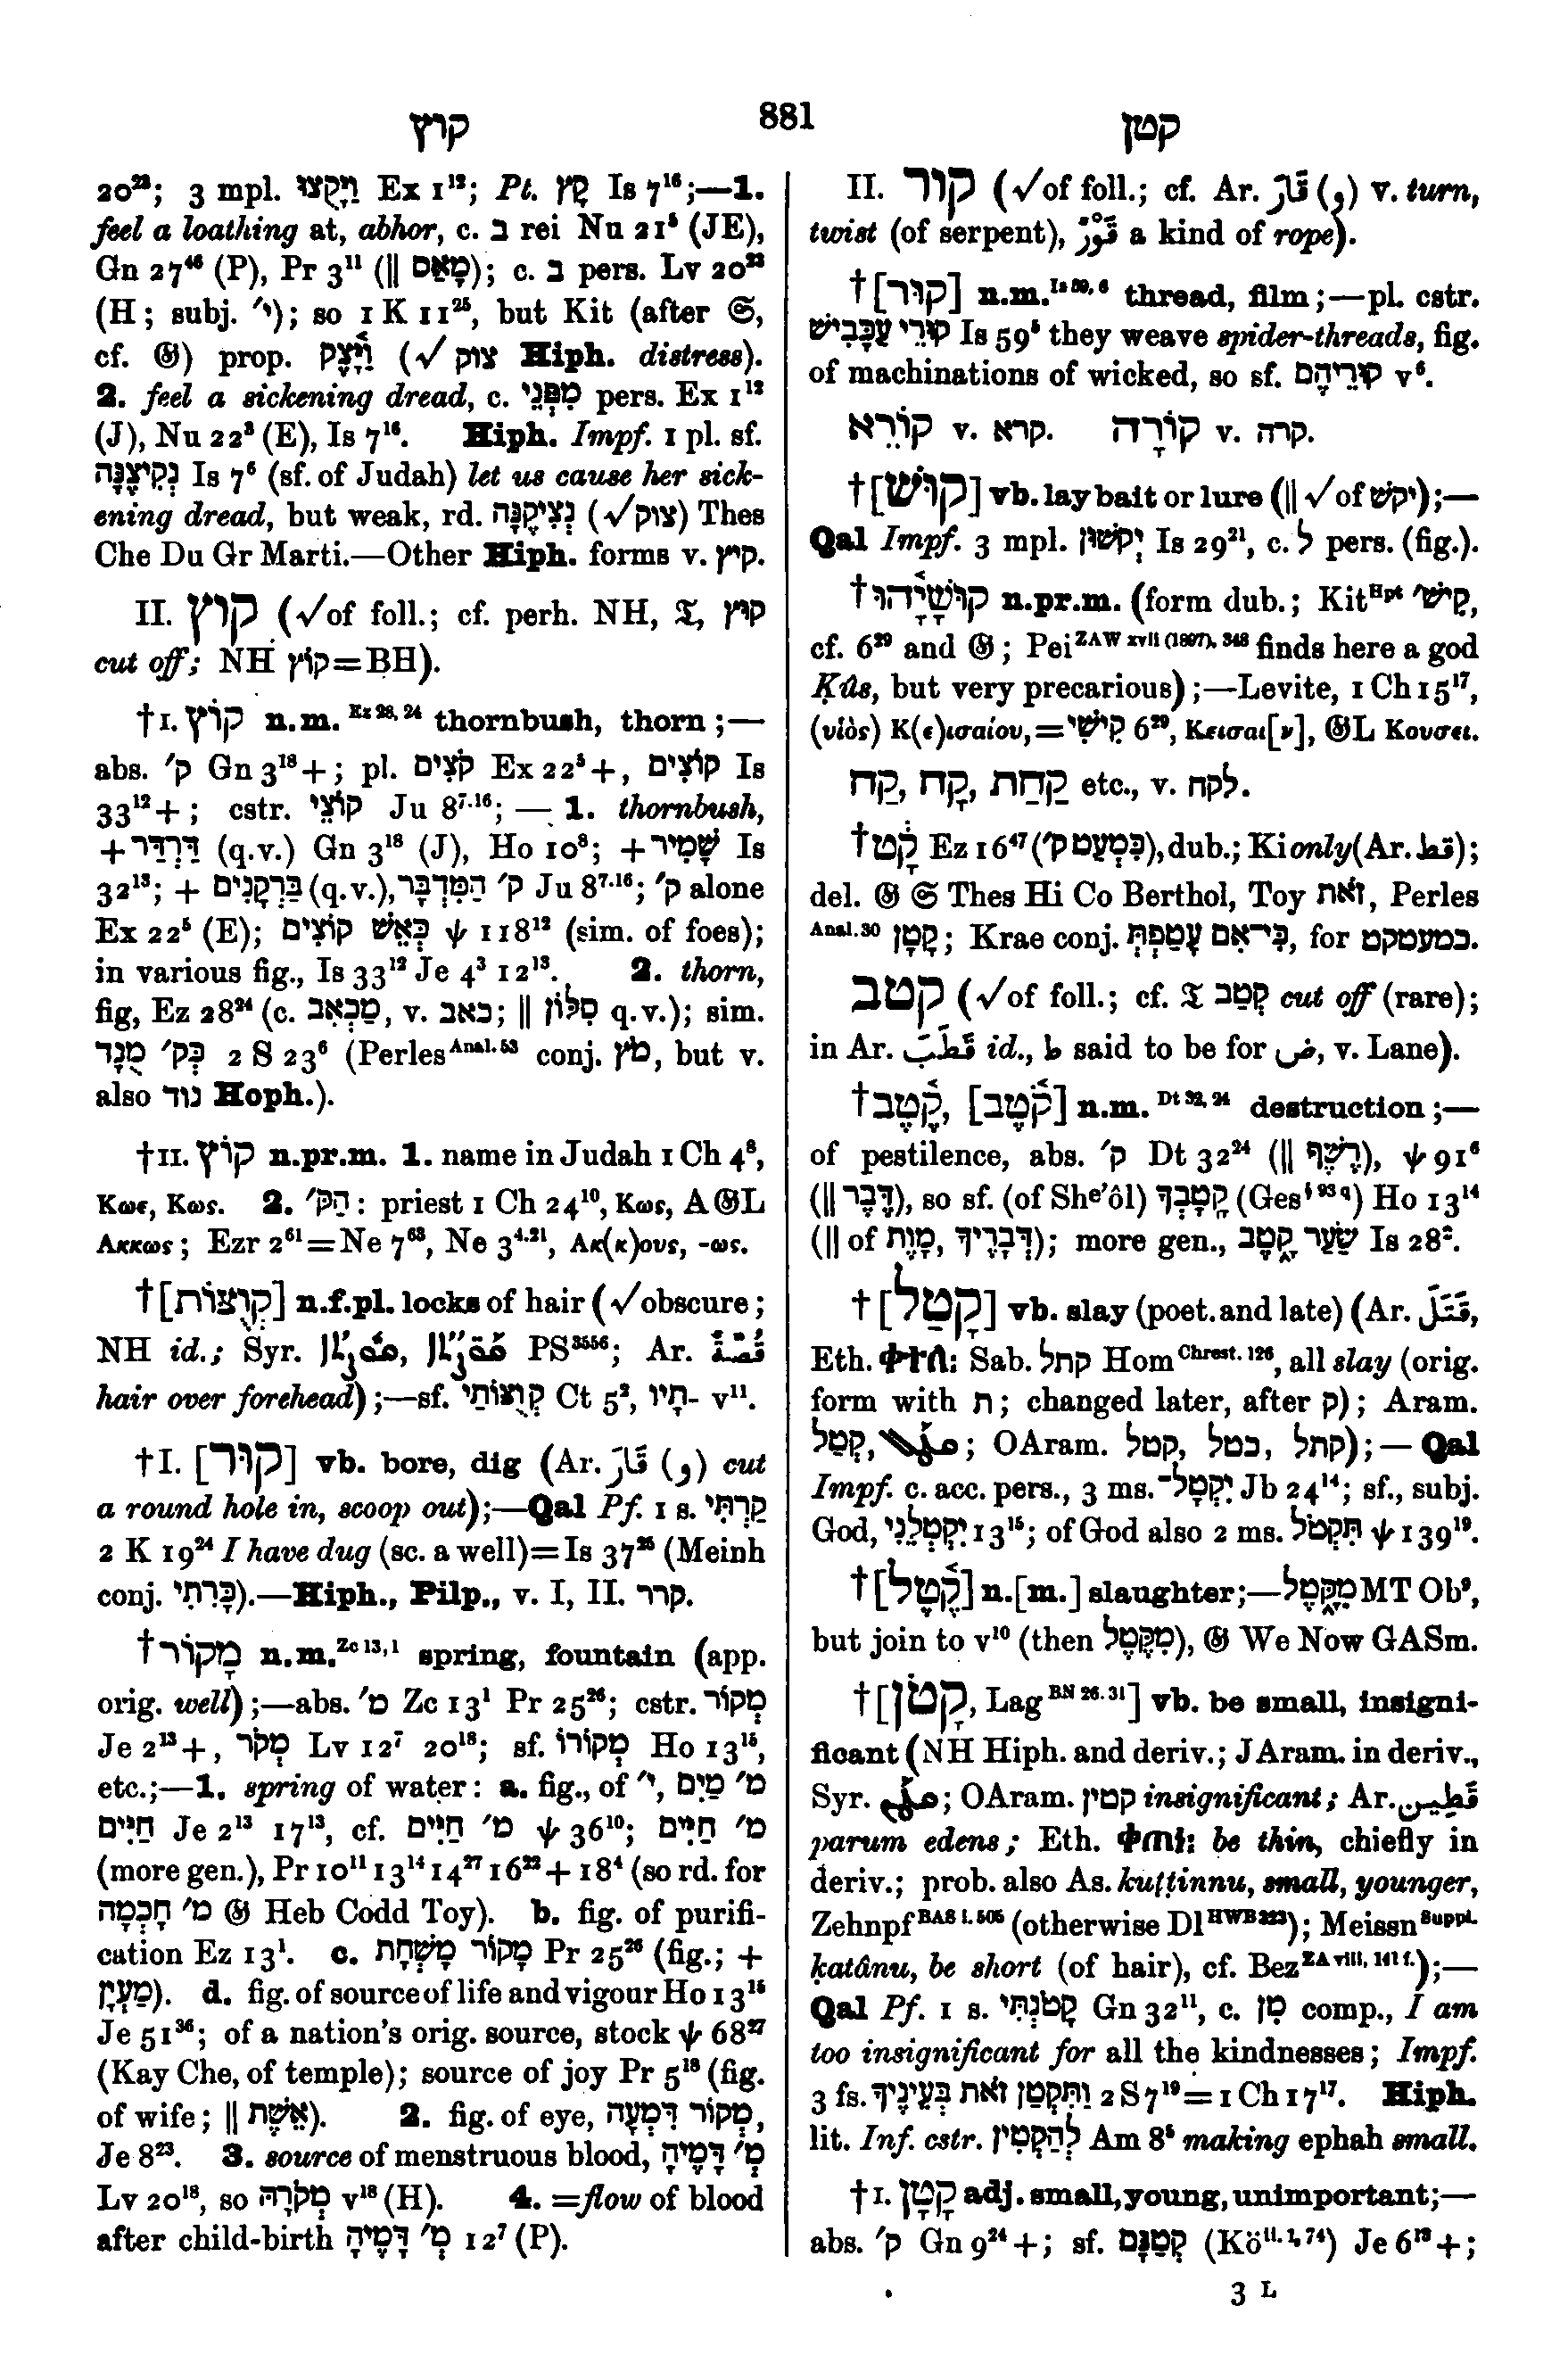 קוץ
881
קטן
20²³; 3 mpl. וַיָּקֻצוּ Ex 1¹²; Pt. קָץ Is 7¹⁶;—1.
feel a loathing at, abhor, c. בּ rei Nu 21⁵ (JE),
Gn 27⁴⁶ (P), Pr 3¹¹ (|| מָאַס); c. בּ pers. Lv 20²³
(H; subj. י״); so 1 K 11²⁵, but Kit (after 𝔖,
cf. 𝔊) prop. וַיָּ֫צֶק (√צוק Hiph. distress).
2. feel a sickening dread, c. מִפְּנֵי pers. Ex 1¹²
(J), Nu 22³ (E), Is 7¹⁶. Hiph. Impf. 1 pl. sf.
נְקִיצֶנָּה Is 7⁶ (sf. of Judah) let us cause her sick-
ening dread, but weak, rd. נְצִיקֶנָּה (√צוק) Thes
Che Du Gr Marti.—Other Hiph. forms v. קיץ.
II. קוץ (√of foll.; cf. perh. NH, 𝔗, קוּץ
cut off; NH קוֹץ=BH).
†I. קוֹץ n.m. Ez 28, 24 thornbush, thorn;—
abs. ק׳ Gn 3¹⁸+; pl. קֹצִים Ex 22⁵+, קוֹצִים Is
33¹²+; cstr. קוֹצֵי Ju 8⁷·¹⁶;—1. thornbush,
+דַּרְדַּר (q.v.) Gn 3¹⁸ (J), Ho 10⁸; +שָׁמִיר Is
32¹³; + בַּרְקָנִים (q.v.), ק׳ הַמִּדְבָּר Ju 8⁷·¹⁶; ק׳ alone
Ex 22⁵ (E); כְּאֵשׁ קוֹצִים ψ 118¹² (sim. of foes);
in various fig., Is 33¹² Je 4³ 12¹³. 2. thorn,
fig, Ez 28²⁴ (c. מַכְאִב, v. כאב; || סִלּוֹן q.v.); sim.
כְּק׳ מֻנָד 2 S 23⁶ (Perles Anal. 53 conj. מֹץ, but v.
also נוד Hoph.).
†II. קוֹץ n.pr.m. 1. name in Judah 1 Ch 4⁸,
Κωε, Κως. 2. הַקּ׳: priest 1 Ch 24¹⁰, Κως, A𝔊L
Ακκως; Ezr 2⁶¹=Ne 7⁶³, Ne 3⁴·²¹, Ακ(κ)ους, -ως.
†[קְוֻצּוֹת] n.f.pl. locks of hair (√obscure;
NH id.; Syr. PS³⁵⁵⁶; Ar. قُصَّةٌ
hair over forehead);—sf. קְוֻצּוֹתַי Ct 5², תָיו- v¹¹.
†I. [קוּר] vb. bore, dig (Ar. قَارَ (و) cut
a round hole in, scoop out);—Qal Pf. 1 s. קַרְתִּי
2 K 19²⁴ I have dug (sc. a well)=Is 37²⁵ (Meinh
conj. כָּרִתִי).—Hiph., Pilp., v. I, II. קרר.
†מָקוֹר n.m. Zc 13, 1 spring, fountain (app.
orig. well);—abs. מ׳ Zc 13¹ Pr 25²⁶; cstr. מְקוֹר
Je 2¹³+, מְקֹר Lv 12⁷ 20¹⁸; sf. מְקוֹרוֹ Ho 13¹⁵,
etc.;—1. spring of water: a. fig., of י״, מ׳ מַיִם
חַיִּים Je 2¹³ 17¹³, cf. מ׳ חַיִּים ψ 36¹⁰; מ׳ חַיִּים
(more gen.), Pr 10¹¹ 13¹⁴ 14²⁷ 16²²+18⁴ (so rd. for
מ׳ חָכְמָה 𝔊 Heb Codd Toy). b. fig. of purifi-
cation Ez 13¹. c. מָקוֹר מָשְׁחָת Pr 25²⁶ (fig.; +
מַעְיָן). d. fig. of source of life and vigour Ho 13¹⁵
Je 51³⁶; of a nation's orig. source, stock ψ 68²⁷
(Kay Che, of temple); source of joy Pr 5¹⁸ (fig.
of wife; || אֵשֶׁת). 2. fig. of eye, מְקוֹר דִּמְעָה,
Je 8²³. 3. source of menstruous blood, מְ׳ דָּמֶיהָ
Lv 20¹⁸, so מְקֹרָהּ v¹⁸ (H). 4. =flow of blood
after child-birth מְ׳ דָּמֶיהָ 12⁷ (P).
II. קור (√of foll.; cf. Ar. قَارَ (و) v. turn,
twist (of serpent), قَوْر a kind of rope).
†[קוּר] n.m. Is 59, 6 thread, film;—pl. cstr.
קוּרֵי עַכָּבִישׁ Is 59⁵ they weave spider-threads, fig.
of machinations of wicked, so sf. קוּרֵיהֶם v⁶.
קוֹרֵא v. קרא. קוֹרָה v. קרה.
†[קוֹשׁ] vb. lay bait or lure (|| √of יקשׁ);—
Qal Impf. 3 mpl. יְקֹשׁוּן Is 29²¹, c. ל pers. (fig.).
†קוּשָׁיָ֫הוּ n.pr.m. (form dub.; Kit Hpt קִישׁ׳,
cf. 6²⁹ and 𝔊; Pei ZAW xvii (1897), 348 finds here a god
Ḳûs, but very precarious);—Levite, 1 Ch 15¹⁷,
(υἱὸς) Κ(ε)ισαίου,=קִישִׁי 6²⁹, Κεισαι[ν], 𝔊L Κουσει.
קַח, קָח, קַחַת etc., v. לקח.
†קָט Ez 16⁴⁷ (כִּמְעַט ק׳), dub.; Ki only (Ar. قط);
del. 𝔊 𝔖 Thes Hi Co Berthol, Toy זֹאת, Perles
Anal. 30 קָטָן; Krae conj. כִּי־אִם עָטַפְתְּ, for כמעטקט.
קטב (√of foll.; cf. 𝔗 קְטַב cut off (rare);
in Ar. قَطَبَ id., ط said to be for ض, v. Lane).
†קֶ֫טֶב, [קֹ֫טֶב] n.m. Dt 32, 24 destruction;—
of pestilence, abs. ק׳ Dt 32²⁴ (|| רֶשֶׁף), ψ 91⁶
(|| דֶּבֶר), so sf. (of Sheʾôl) קָטָבְךָ (Ges § 93 q) Ho 13¹⁴
(|| of מָוֶת, דְּבָרֶיךָ); more gen., שַׂעַר קָטֶב Is 28².
†[קָטַל] vb. slay (poet. and late) (Ar. قَتَلَ,
Eth. ቀተለ: Sab. קתל Hom Chrest. 126, all slay (orig.
form with ת; changed later, after ק); Aram.
קְטַל, ; OAram. קטל, כטל, קתל);—Qal
Impf. c. acc. pers., 3 ms. יִקְטָל־ Jb 24¹⁴; sf., subj.
God, יִקְטְלֵנִי 13¹⁵; of God also 2 ms. תִּקְטֹל ψ 139¹⁹.
†[קֶ֫טֶל] n.[m.] slaughter;—מִקָּטֶל MT Ob⁹,
but join to v¹⁰ (then מִקֶּטֶל), 𝔊 We Now GASm.
†[קָטֹן, Lag BN 26. 31] vb. be small, insigni-
ficant (NH Hiph. and deriv.; JAram. in deriv.,
Syr. ; OAram. קטין insignificant; Ar. قَطِين
parum edens; Eth. ቀጠነ: be thin, chiefly in
deriv.; prob. also As. ḳuṭṭinnu, small, younger,
Zehnpf BAS i. 505 (otherwise Dl HWB 323); Meissn Suppl.
ḳatânu, be short (of hair), cf. Bez ZA viii, 141 f.);—
Qal Pf. 1 s. קָטֹנְתִּי Gn 32¹¹, c. מִן comp., I am
too insignificant for all the kindnesses; Impf.
3 fs. וַתִּקְטַן זֹאת בְּעֵינֶיךָ 2 S 7¹⁹=1 Ch 17¹⁷. Hiph.
lit. Inf. cstr. לְהַקְטִין Am 8⁵ making ephah small.
†I. קָטָן adj. small, young, unimportant;—
abs. ק׳ Gn 9²⁴+; sf. קְטַנָּם (Kö ii. 1, 74) Je 6¹³+;
3 L